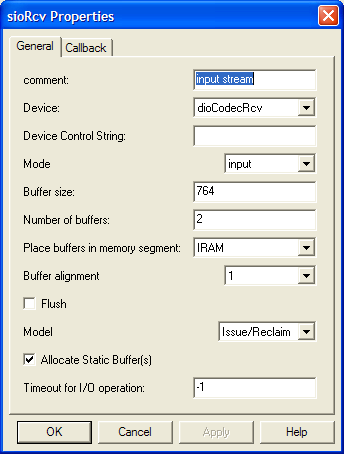 sioRcv Properties
General Callback
comment: input stream
Device: dioCodecRcv
Device Control String:
Mode input
Buffer size: 764
Number of buffers: 2
Place buffers in memory segment: IRAM
Buffer alignment 1
Flush
Model Issue/Reclaim
Allocate Static Buffer(s)
Timeout for I/O operation: -1
OK Cancel Apply Help